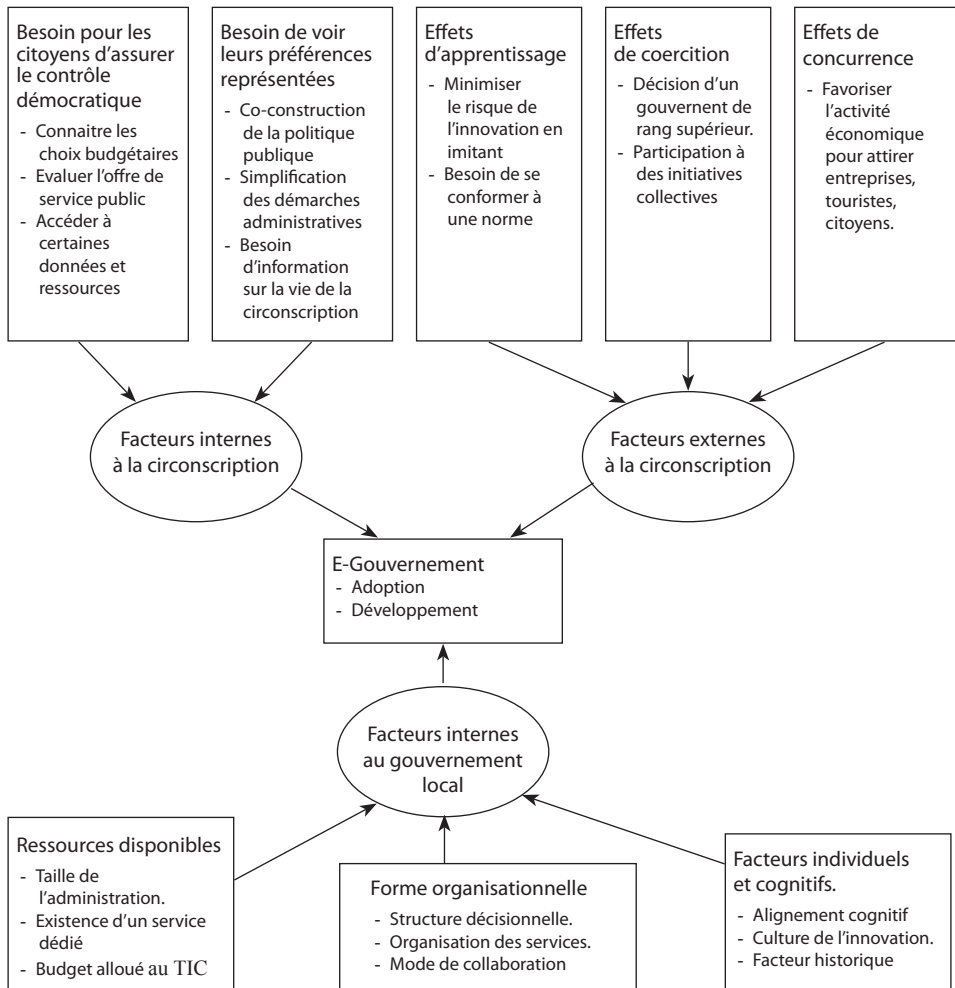 Besoin pour les
citoyens d'assurer
le contrôle
démocratique
- Connaitre les
choix budgétaires
- Evaluer l'offre de
service public
- Accéder à
certaines
données et
ressources
Besoin de voir
leurs préférences
représentées
- Co-construction
de la politique
publique
- Simplification
des démarches
administratives
- Besoin
d'information
sur la vie de la
circonscription
Effets
d'apprentissage
- Minimiser
le risque de
l'innovation en
imitant
- Besoin de se
conformer à
une norme
Effets
de coercition
- Décision d'un
gouvernent de
rang supérieur.
- Participation à
des initiatives
collectives
Effets de
concurrence
- Favoriser
l'activité
économique
pour attirer
entreprises,
touristes,
citoyens.
Facteurs internes
à la circonscription
Facteurs externes
à la circonscription
E-Gouvernement
- Adoption
- Développement
Facteurs internes
au gouvernement
local
Ressources disponibles
- Taille de
l'administration.
- Existence d'un service
dédié
- Budget alloué au TIC
Forme organisationnelle
- Structure décisionnelle.
- Organisation des services.
- Mode de collaboration
Facteurs individuels
et cognitifs.
- Alignement cognitif
- Culture de l'innovation.
- Facteur historique